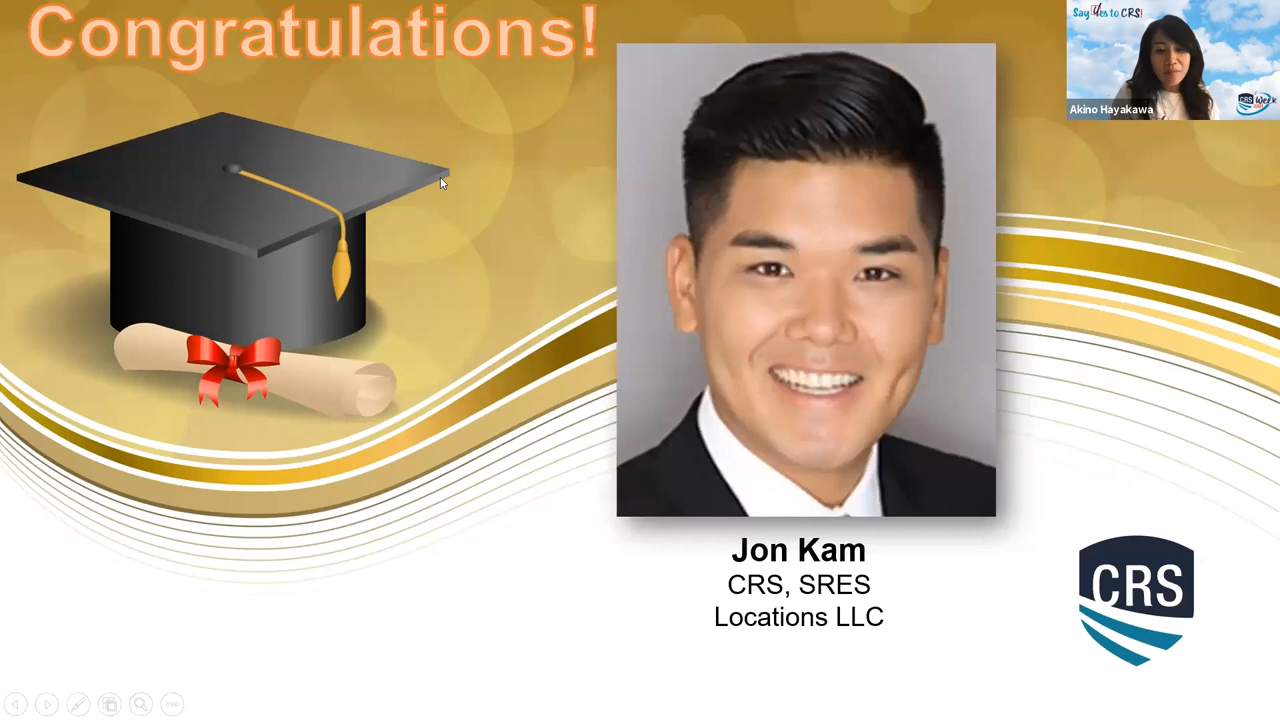 Congratulations!
Say Yes to CRS!
CRS Week
Akino Hayakawa
Jon Kam
CRS, SRES
Locations LLC
CRS